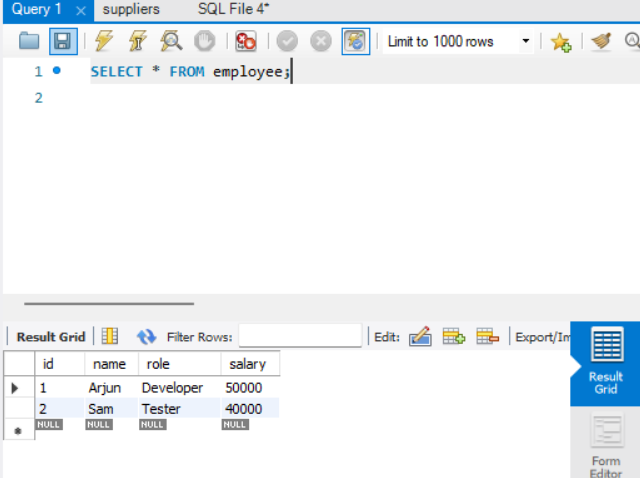 Query 1 × suppliers SQL File 4*
Limit to 1000 rows
1 SELECT * FROM employee;
2
Result Grid Filter Rows: Edit: Export/Im
id name role salary
1 Arjun Developer 50000
2 Sam Tester 40000
NULL NULL NULL NULL
Result
Grid
Form
Editor